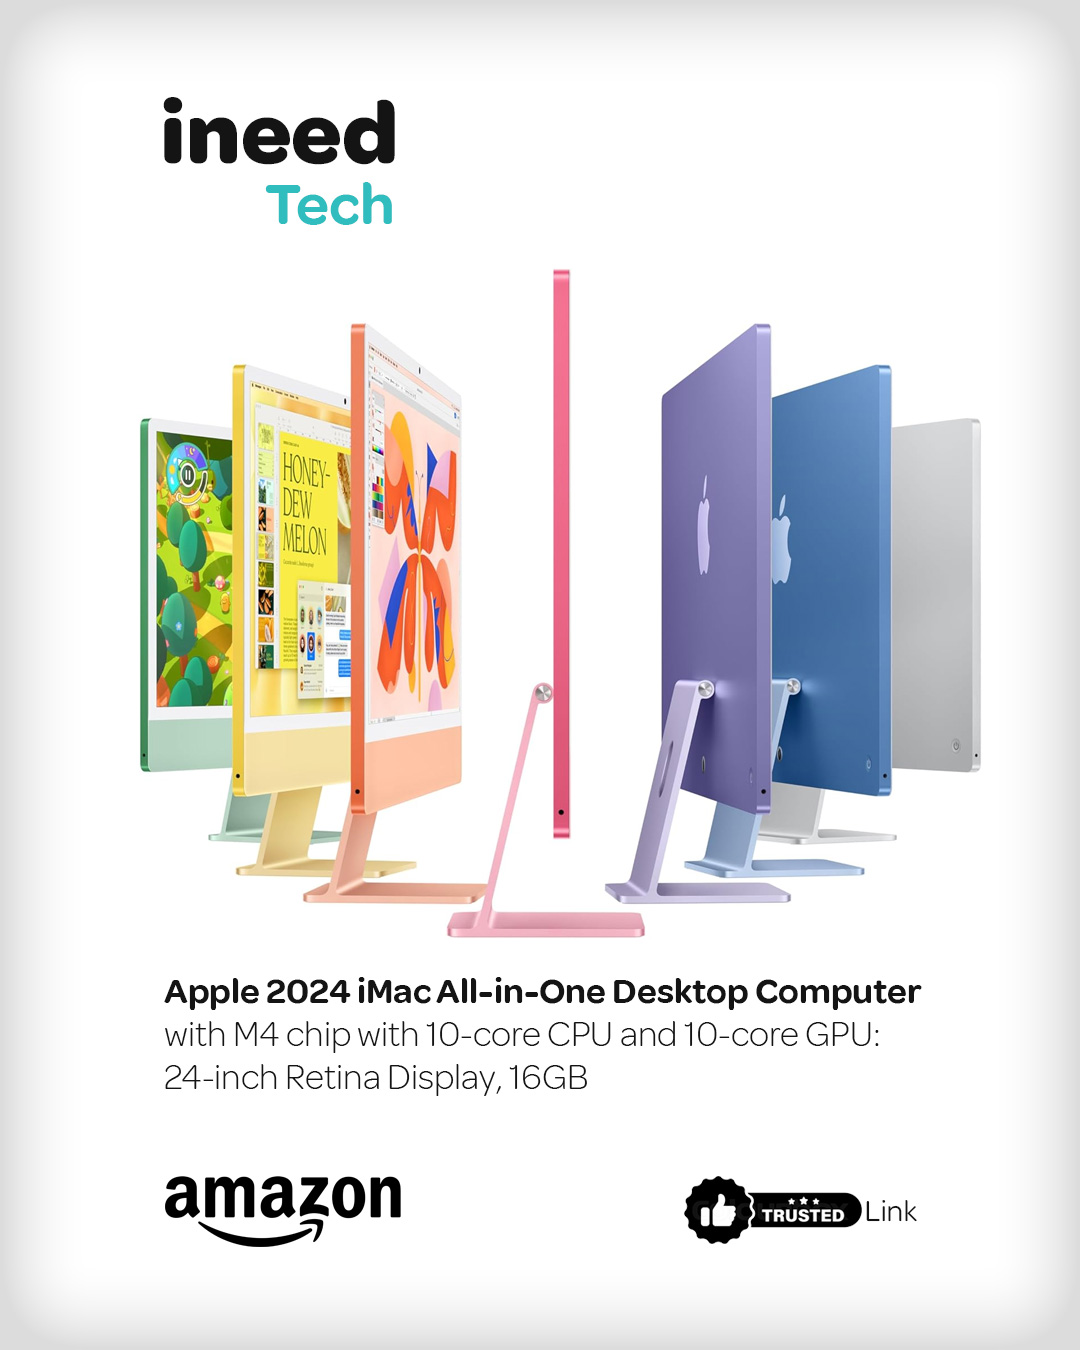 ineed
Tech
HONEY-
DEW
MELON
Apple 2024 iMac All-in-One Desktop Computer
with M4 chip with 10-core CPU and 10-core GPU:
24-inch Retina Display, 16GB
amazon
TRUSTED Link